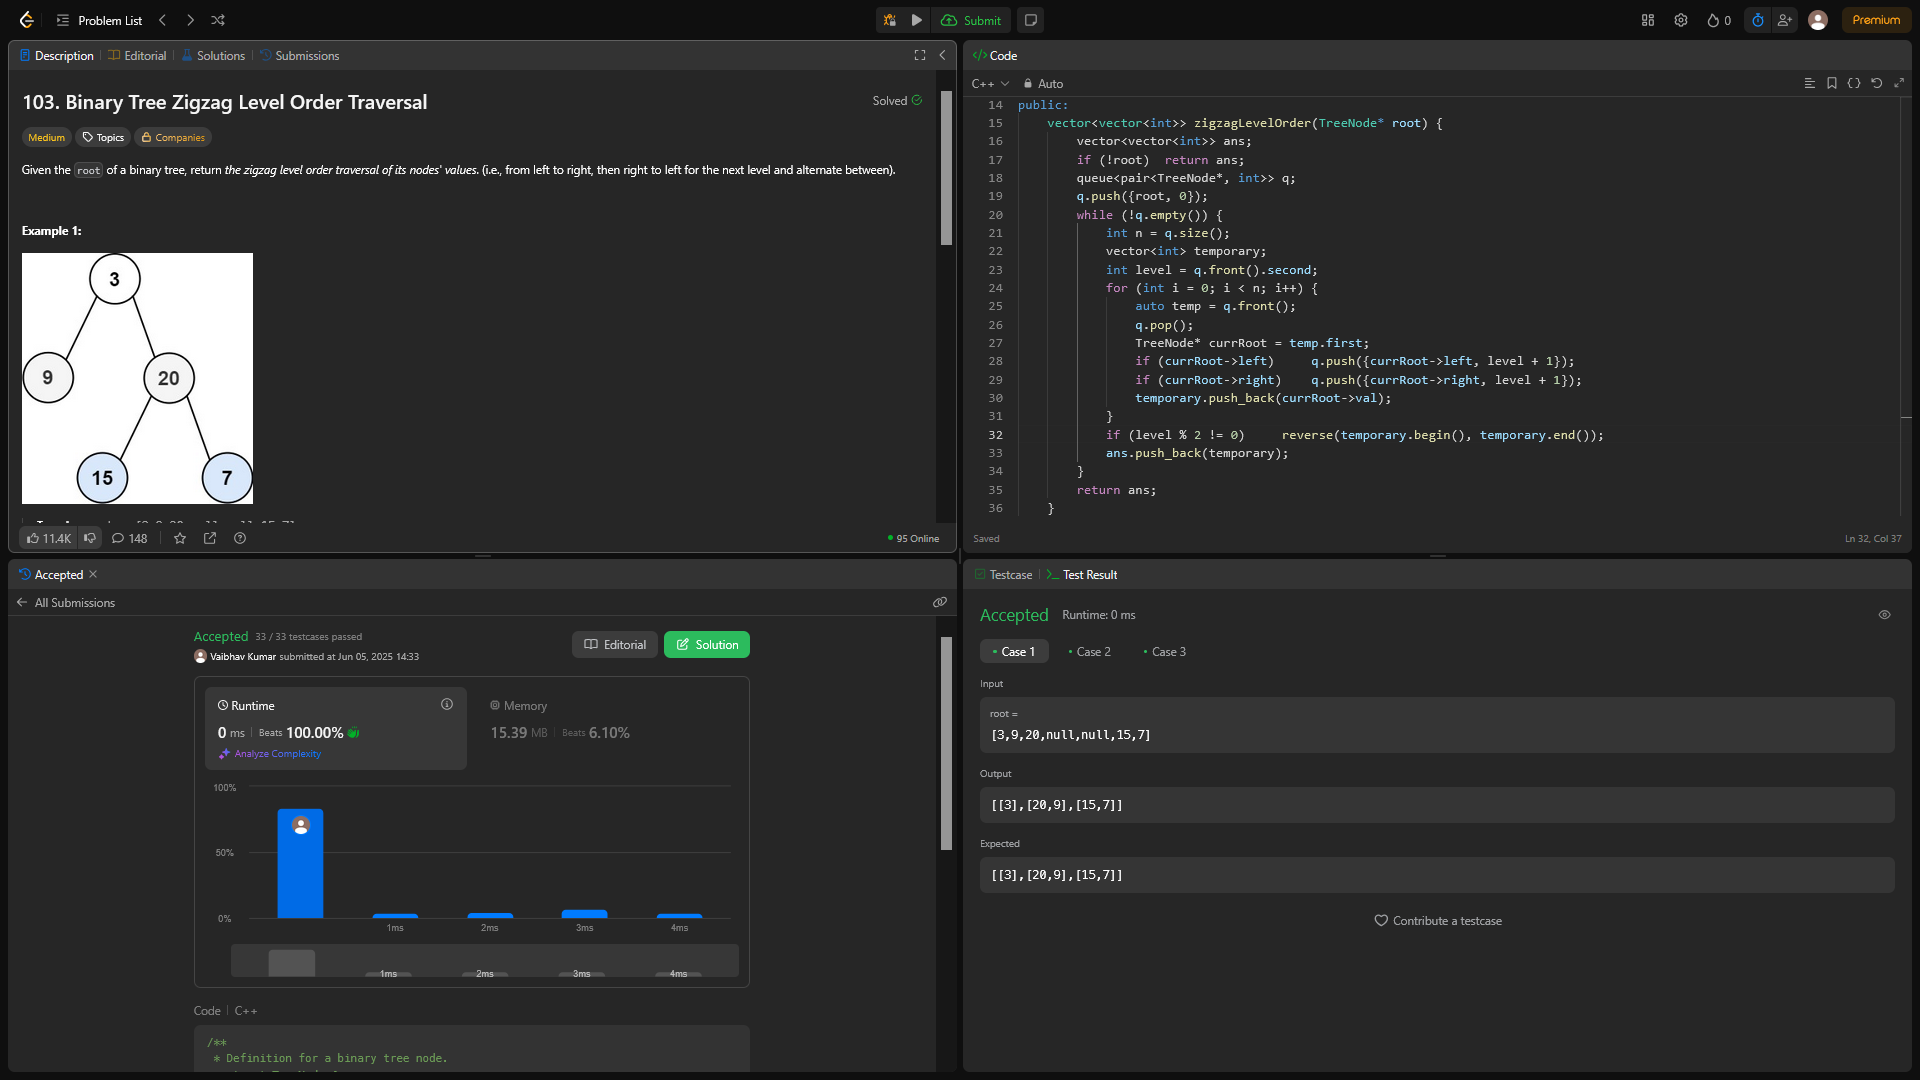 Problem List
Submit
0
Premium
Description
Editorial
Solutions
Submissions
103. Binary Tree Zigzag Level Order Traversal
Solved
Medium
Topics
Companies
Given the root of a binary tree, return the zigzag level order traversal of its nodes' values. (i.e., from left to right, then right to left for the next level and alternate between).
Example 1:
3
9
20
15
7
11.4K
148
95 Online
Code
C++
Auto
14 public:
15 vector<vector<int>> zigzagLevelOrder(TreeNode* root) {
16 vector<vector<int>> ans;
17 if (!root)  return ans;
18 queue<pair<TreeNode*, int>> q;
19 q.push({root, 0});
20 while (!q.empty()) {
21 int n = q.size();
22 vector<int> temporary;
23 int level = q.front().second;
24 for (int i = 0; i < n; i++) {
25 auto temp = q.front();
26 q.pop();
27 TreeNode* currRoot = temp.first;
28 if (currRoot->left)     q.push({currRoot->left, level + 1});
29 if (currRoot->right)    q.push({currRoot->right, level + 1});
30 temporary.push_back(currRoot->val);
31 }
32 if (level % 2 != 0)     reverse(temporary.begin(), temporary.end());
33 ans.push_back(temporary);
34 }
35 return ans;
36 }
Saved
Ln 32, Col 37
Accepted
All Submissions
Accepted 33 / 33 testcases passed
Vaibhav Kumar submitted at Jun 05, 2025 14:33
Editorial
Solution
Runtime
0 ms | Beats 100.00%
Analyze Complexity
Memory
15.39 MB | Beats 6.10%
100%
50%
0%
1ms
2ms
3ms
4ms
1ms
2ms
3ms
4ms
Code | C++
/**
* Definition for a binary tree node.
Testcase
Test Result
Accepted
Runtime: 0 ms
Case 1
Case 2
Case 3
Input
root =
[3,9,20,null,null,15,7]
Output
[[3],[20,9],[15,7]]
Expected
[[3],[20,9],[15,7]]
Contribute a testcase